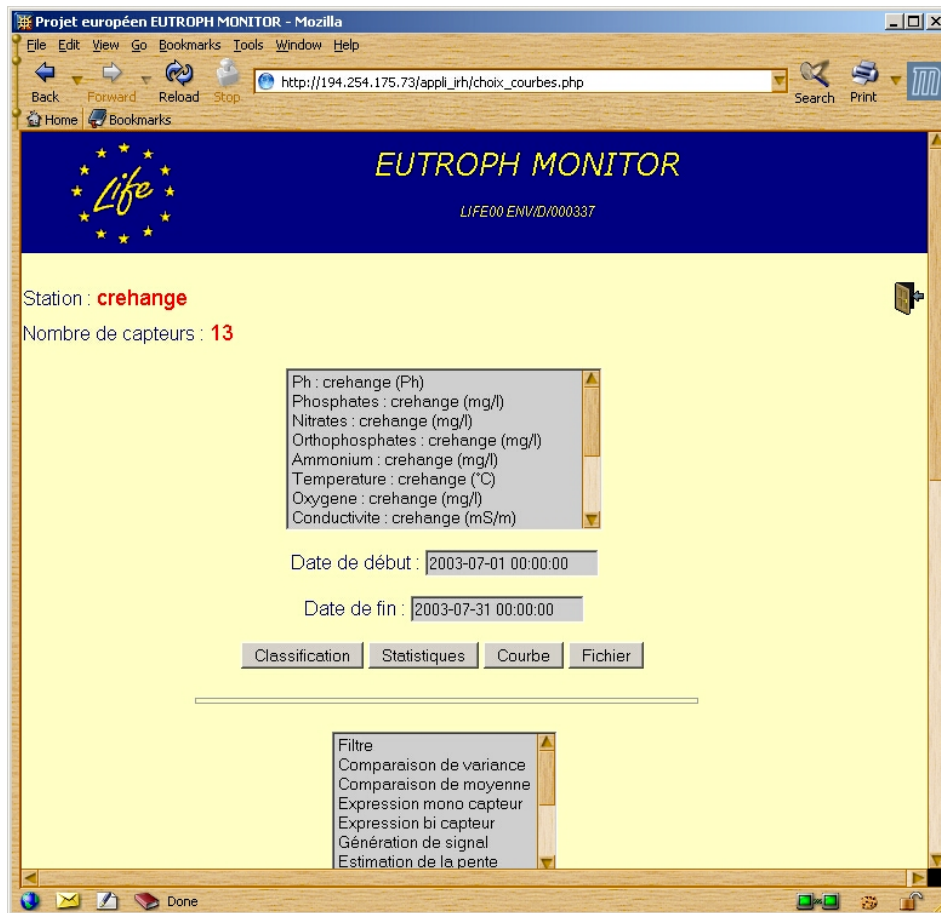 Projet européen EUTROPH MONITOR - Mozilla
File Edit View Go Bookmarks Tools Window Help
Back Forward Reload Stop http://194.254.175.73/appli_irh/choix_courbes.php Search Print
Home Bookmarks
Life
EUTROPH MONITOR
LIFE00 ENV/D/000337
Station : crehange
Nombre de capteurs : 13
Ph : crehange (Ph)
Phosphates : crehange (mg/l)
Nitrates : crehange (mg/l)
Orthophosphates : crehange (mg/l)
Ammonium : crehange (mg/l)
Temperature : crehange (°C)
Oxygene : crehange (mg/l)
Conductivite : crehange (mS/m)
Date de début : 2003-07-01 00:00:00
Date de fin : 2003-07-31 00:00:00
Classification Statistiques Courbe Fichier
Filtre
Comparaison de variance
Comparaison de moyenne
Expression mono capteur
Expression bi capteur
Génération de signal
Estimation de la pente
Done